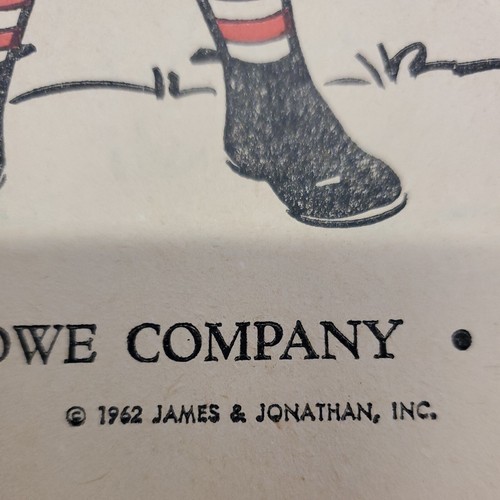 OWE COMPANY •
© 1962 JAMES & JONATHAN, INC.